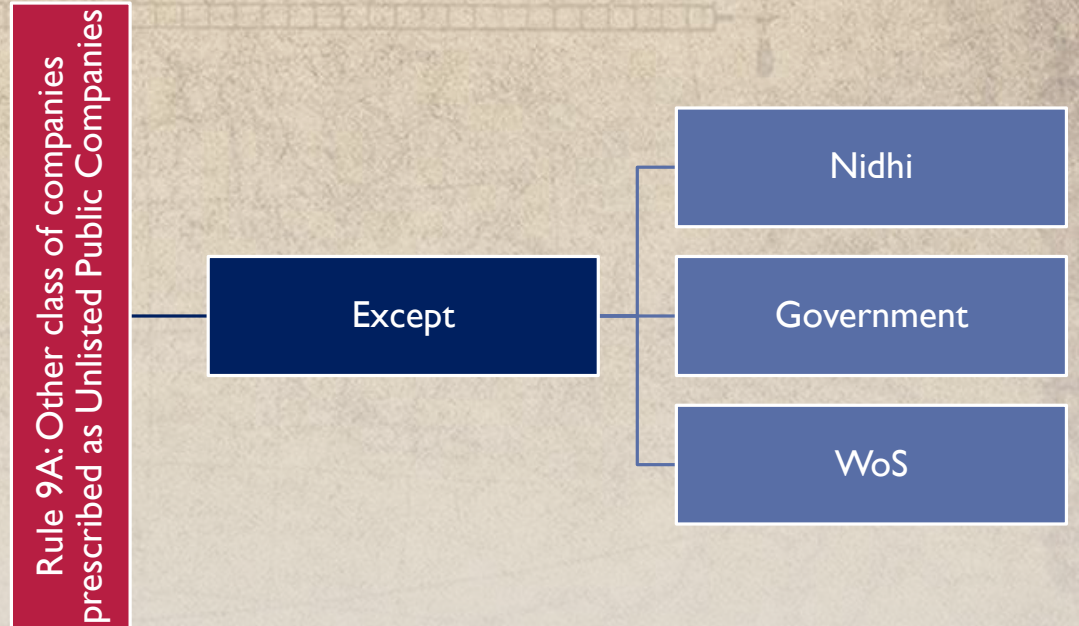 Rule 9A: Other class of companies
prescribed as Unlisted Public Companies
Except
Nidhi
Government
WoS